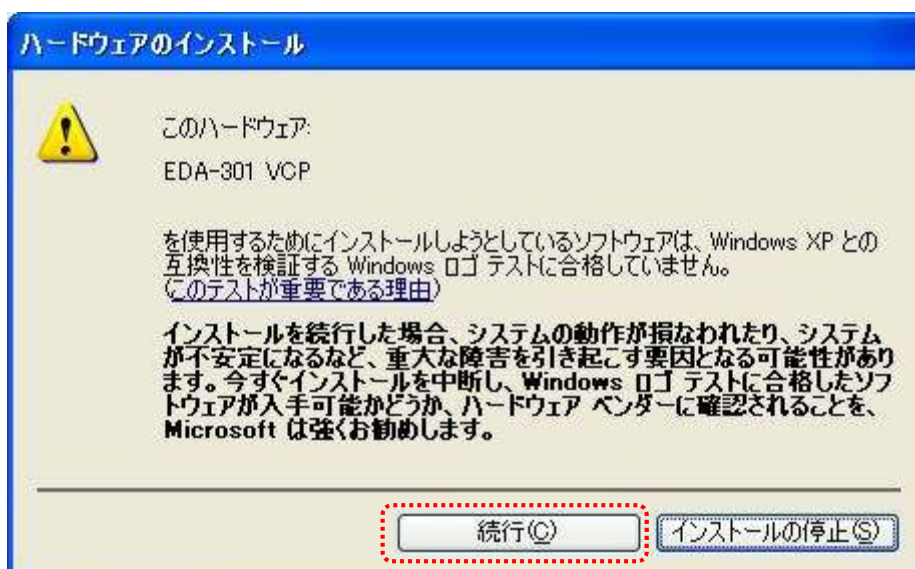 ハードウェアのインストール
このハードウェア:
EDA-301 VCP
を使用するためにインストールしようとしているソフトウェアは、Windows XP との
互換性を検証する Windows ロゴ テストに合格していません。
(このテストが重要である理由)
インストールを続行した場合、システムの動作が損なわれたり、システム
が不安定になるなど、重大な障害を引き起こす要因となる可能性があり
ます。今すぐインストールを中断し、Windows ロゴ テストに合格したソフ
トウェアが入手可能かどうか、ハードウェア ベンダーに確認されることを、
Microsoft は強くお勧めします。
続行(C) インストールの停止(S)